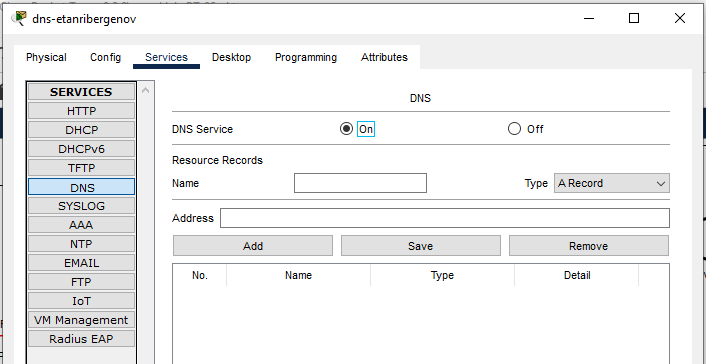 dns-etanribergenov
Physical Config Services Desktop Programming Attributes
SERVICES
HTTP
DHCP
DHCPv6
TFTP
DNS
SYSLOG
AAA
NTP
EMAIL
FTP
IoT
VM Management
Radius EAP
DNS
DNS Service On Off
Resource Records
Name Type A Record
Address
Add Save Remove
No. Name Type Detail